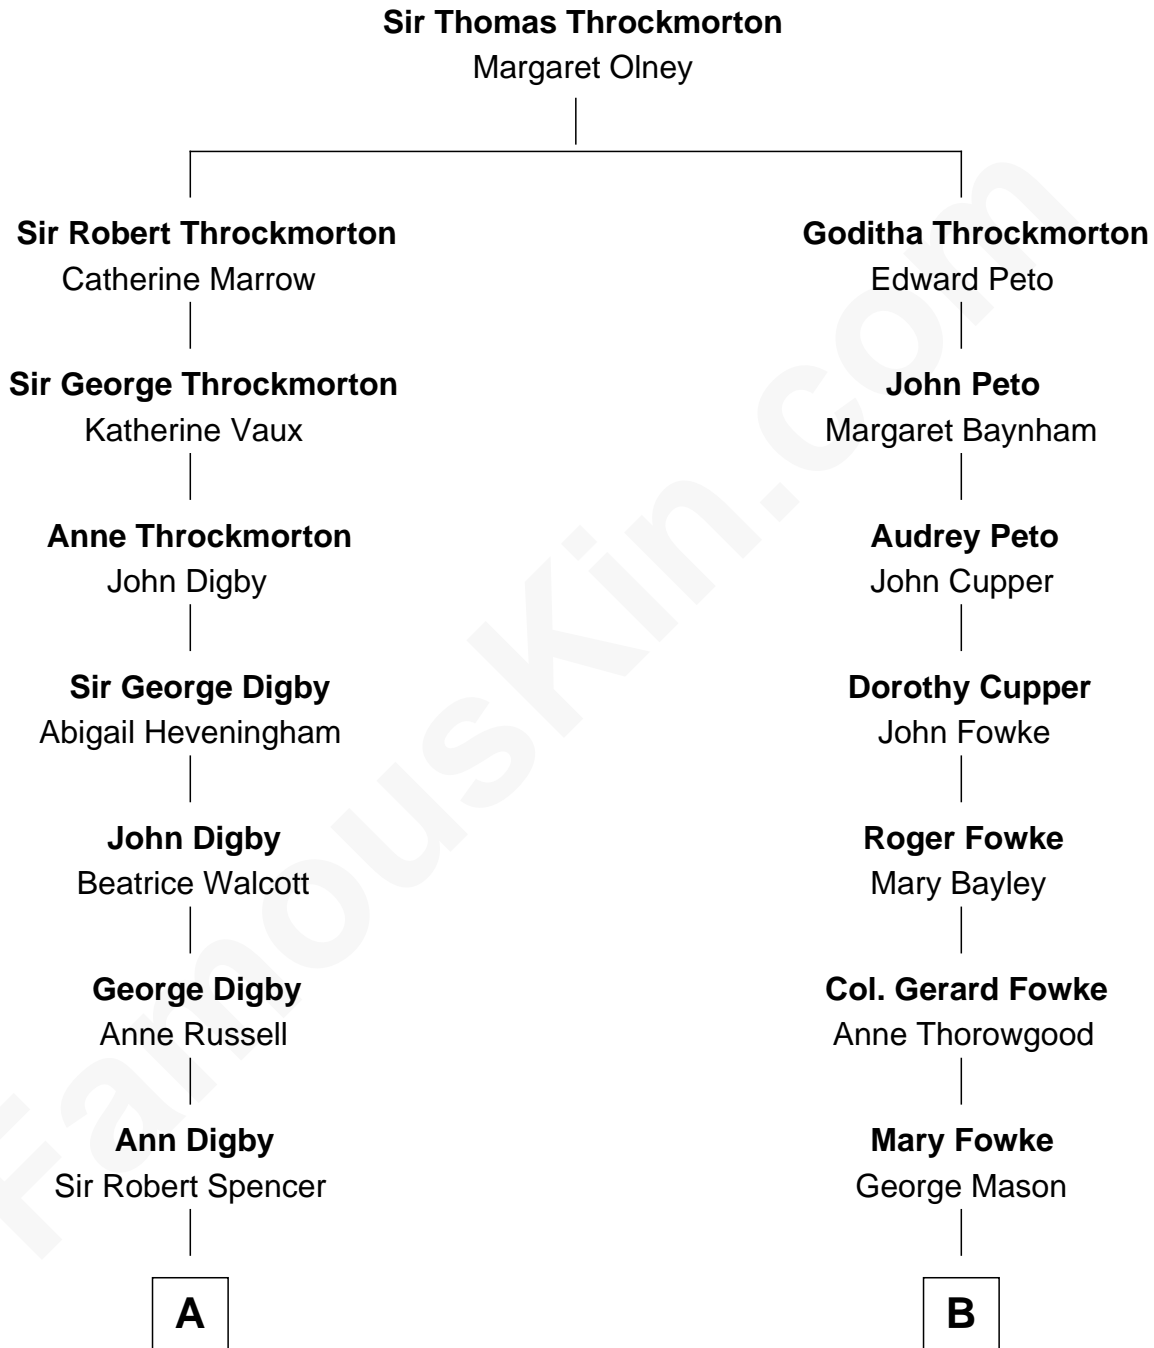 Sir Thomas Throckmorton
Margaret Olney
Sir Robert Throckmorton
Catherine Marrow
Goditha Throckmorton
Edward Peto
Sir George Throckmorton
Katherine Vaux
John Peto
Margaret Baynham
Anne Throckmorton
John Digby
Audrey Peto
John Cupper
Sir George Digby
Abigail Heveningham
Dorothy Cupper
John Fowke
John Digby
Beatrice Walcott
Roger Fowke
Mary Bayley
George Digby
Anne Russell
Col. Gerard Fowke
Anne Thorowgood
Ann Digby
Sir Robert Spencer
Mary Fowke
George Mason
A
B
FamousKin.com